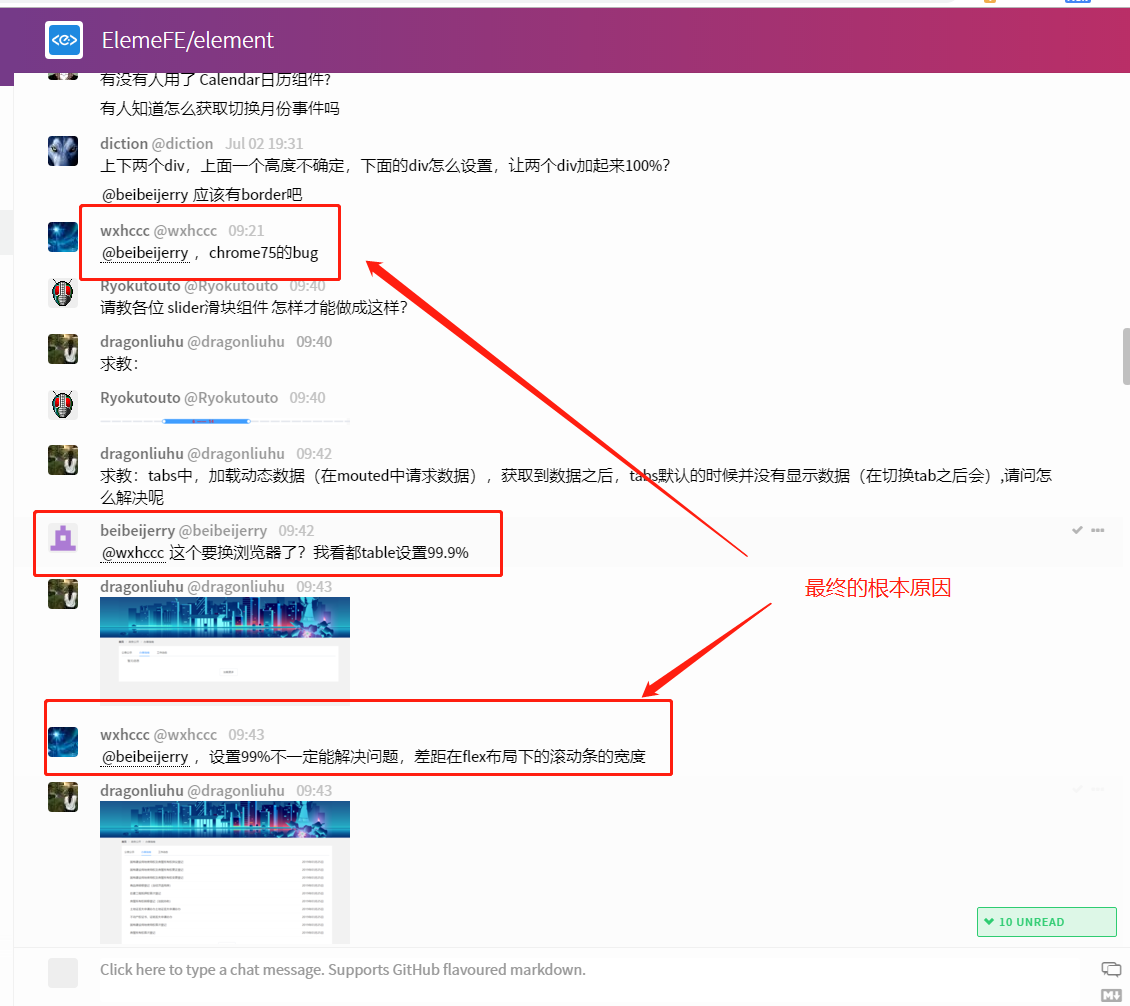 <e>
ElemeFE/element
有没有人用了 Calendar日历组件?
有人知道怎么获取切换月份事件吗
diction @diction Jul 02 19:31
上下两个div，上面一个高度不确定，下面的div怎么设置，让两个div加起来100%?
@beibeijerry 应该有border吧
wxhccc @wxhccc 09:21
@beibeijerry ，chrome75的bug
Ryokutouto @Ryokutouto 09:40
请教各位 slider滑块组件 怎样才能做成这样?
dragonliuhu @dragonliuhu 09:40
求教：
Ryokutouto @Ryokutouto 09:40
dragonliuhu @dragonliuhu 09:42
求教：tabs中，加载动态数据（在mouted中请求数据），获取到数据之后，tabs默认的时候并没有显示数据（在切换tab之后会）,请问怎
么解决呢
beibeijerry @beibeijerry 09:42
@wxhccc 这个要换浏览器了？我看都table设置99.9%
最终的根本原因
dragonliuhu @dragonliuhu 09:43
wxhccc @wxhccc 09:43
@beibeijerry ，设置99%不一定能解决问题，差距在flex布局下的滚动条的宽度
dragonliuhu @dragonliuhu 09:43
10 UNREAD
Click here to type a chat message. Supports GitHub flavoured markdown.
M